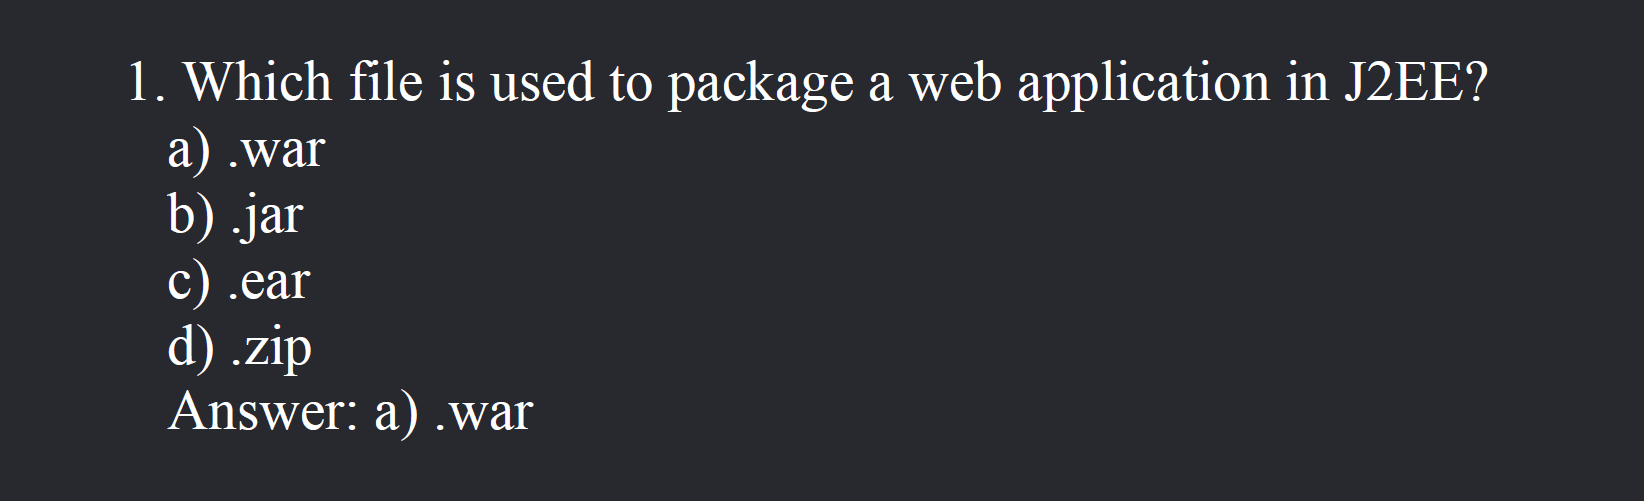 1. Which file is used to package a web application in J2EE?
a) .war
b) .jar
c) .ear
d) .zip
Answer: a) .war